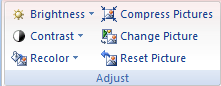 Brightness Compress Pictures
Contrast Change Picture
Recolor Reset Picture
Adjust